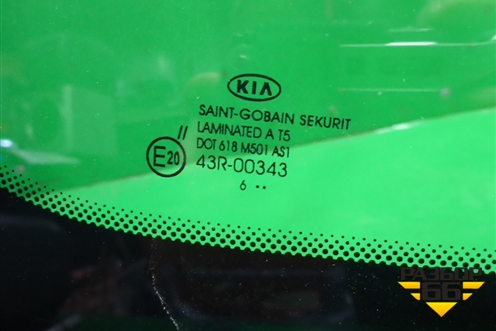 KIA
SAINT-GOBAIN SEKURIT
LAMINATED A T5
DOT 618 M501 AS1
E20 // 43R-00343
6 ..
РАЗБОР
66